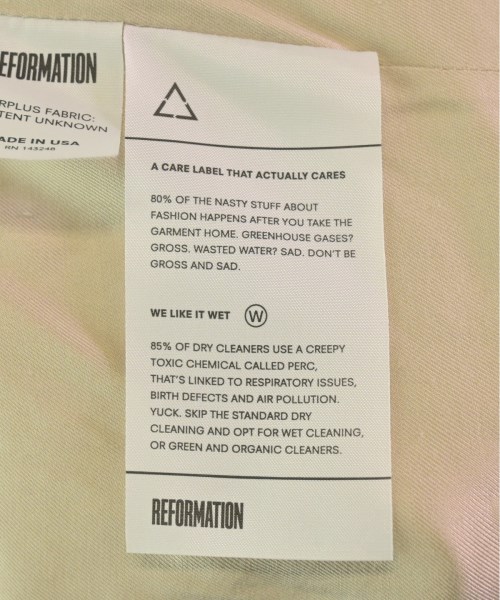 EFORMATION
RPLUS FABRIC:
TENT UNKNOWN
ADE IN USA
RN 143248
A CARE LABEL THAT ACTUALLY CARES
80% OF THE NASTY STUFF ABOUT
FASHION HAPPENS AFTER YOU TAKE THE
GARMENT HOME. GREENHOUSE GASES?
GROSS. WASTED WATER? SAD. DON'T BE
GROSS AND SAD.
WE LIKE IT WET W
85% OF DRY CLEANERS USE A CREEPY
TOXIC CHEMICAL CALLED PERC,
THAT'S LINKED TO RESPIRATORY ISSUES,
BIRTH DEFECTS AND AIR POLLUTION.
YUCK. SKIP THE STANDARD DRY
CLEANING AND OPT FOR WET CLEANING,
OR GREEN AND ORGANIC CLEANERS.
REFORMATION